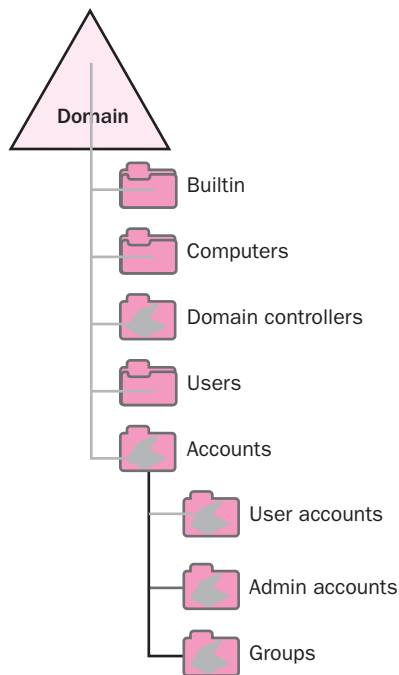 Domain
Builtin
Computers
Domain controllers
Users
Accounts
User accounts
Admin accounts
Groups